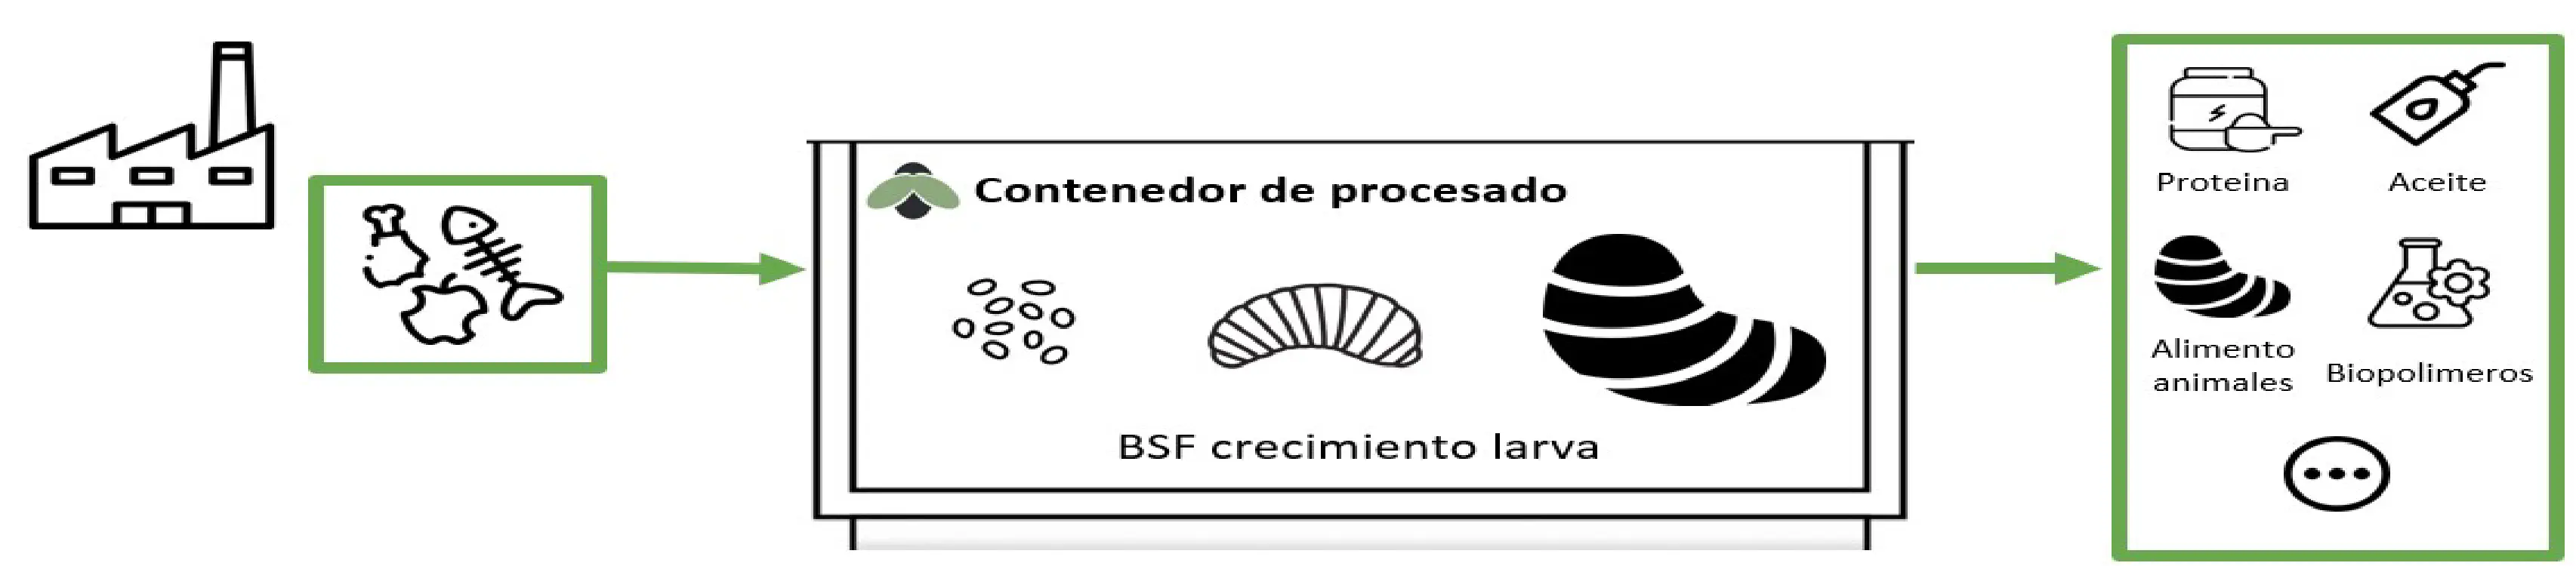 Contenedor de procesado
BSF crecimiento larva
Proteina
Aceite
Alimento
animales
Biopolimeros